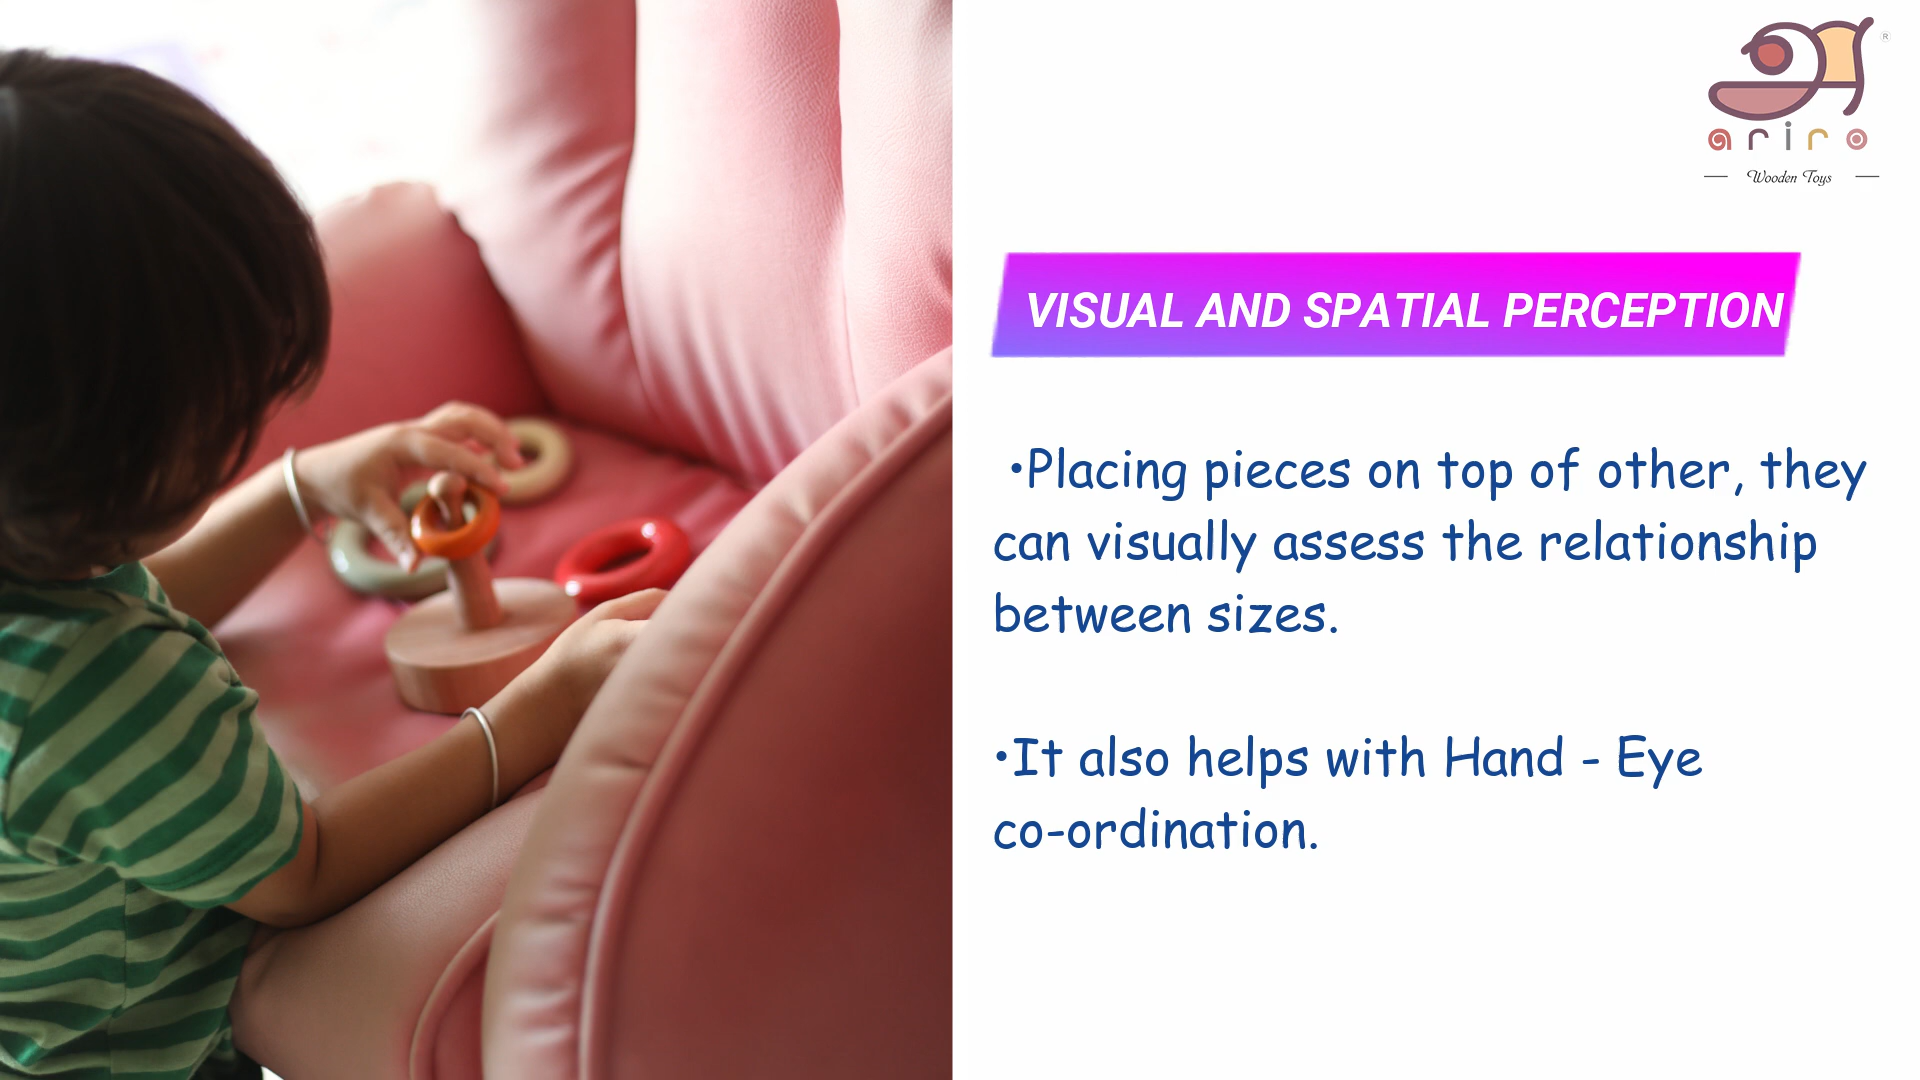 ®
ariro
Wooden Toys
VISUAL AND SPATIAL PERCEPTION
•Placing pieces on top of other, they
can visually assess the relationship
between sizes.
•It also helps with Hand - Eye
co-ordination.